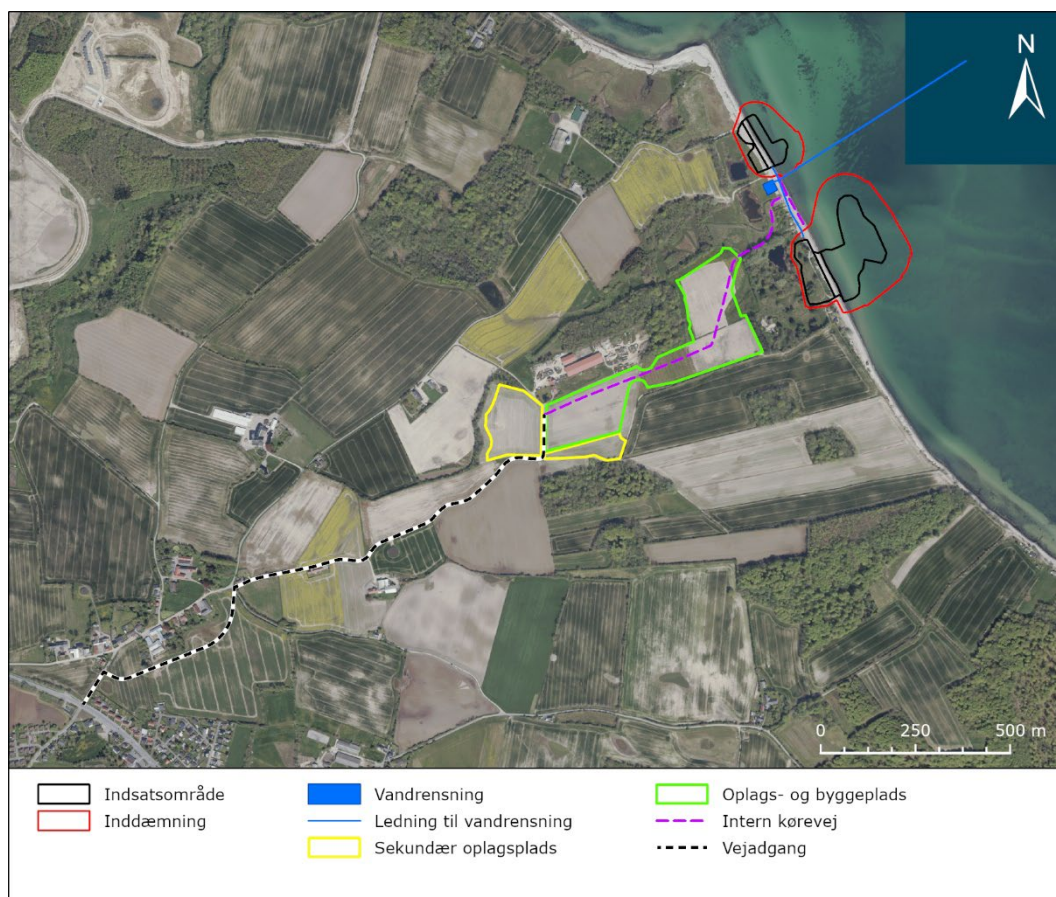 N
0 250 500 m
Indsatsområde
Inddæmning
Vandrensning
Ledning til vandrensning
Sekundær oplagsplads
Oplags- og byggeplads
Intern kørevej
Vejadgang